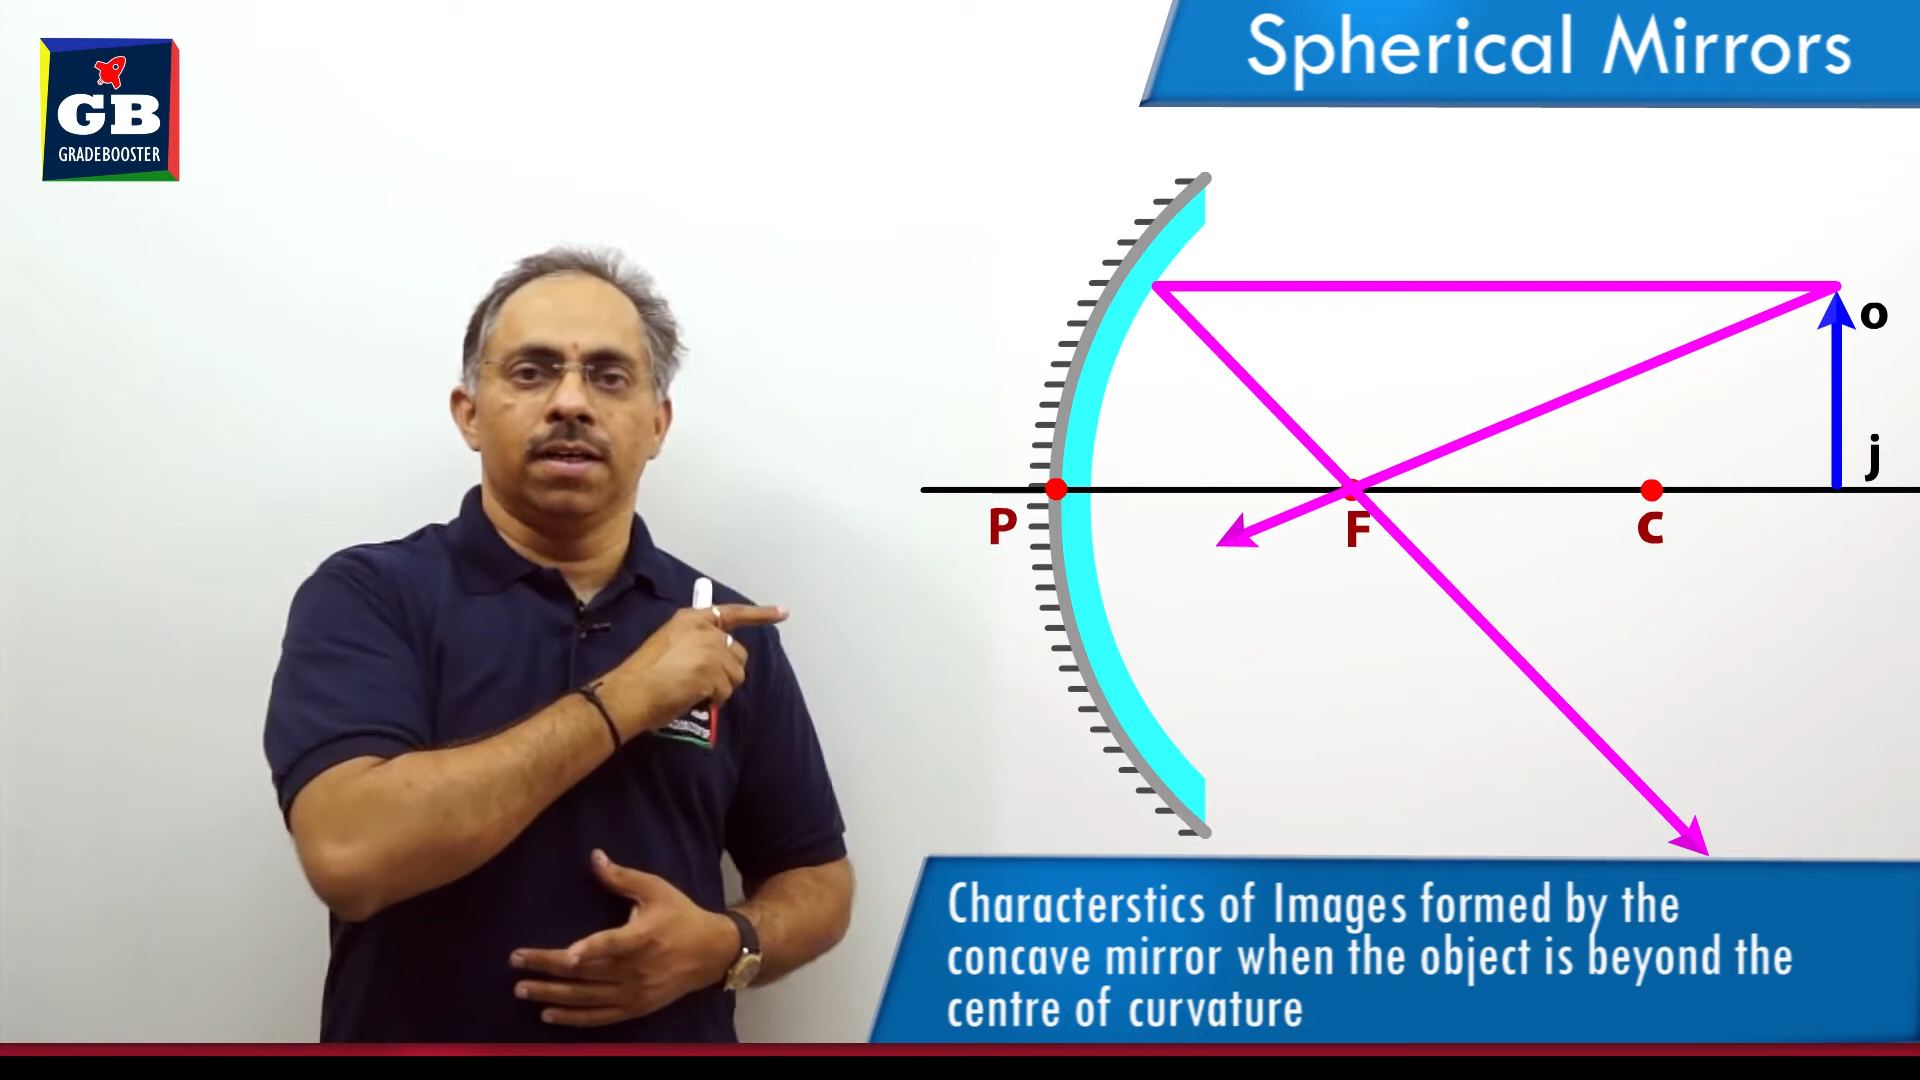 Spherical Mirrors
GB
GRADEBOOSTER
o
j
P
F
C
Characterstics of Images formed by the
concave mirror when the object is beyond the
centre of curvature